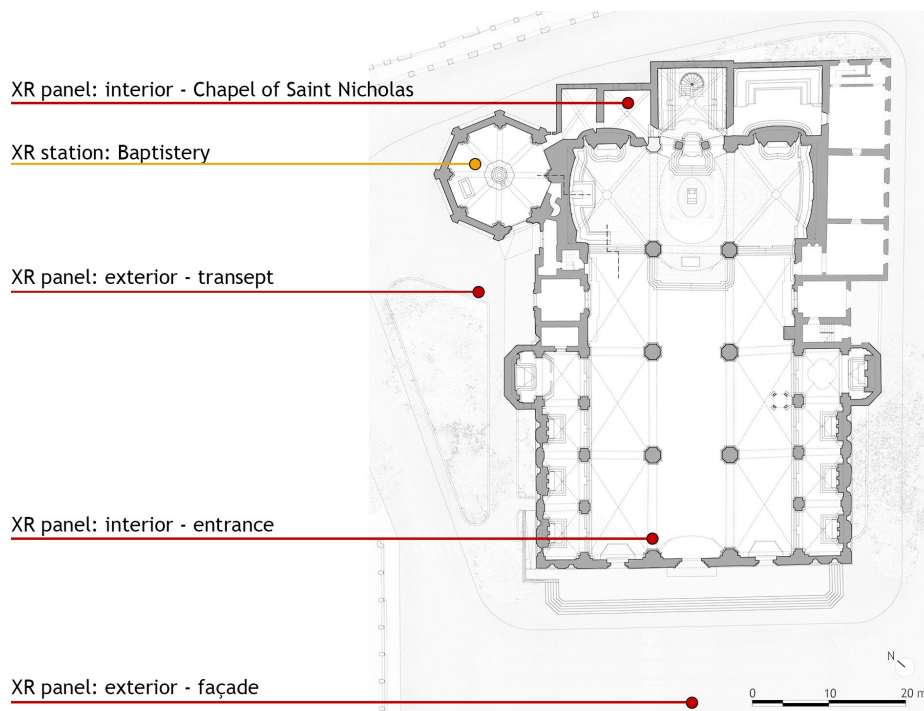 XR panel: interior - Chapel of Saint Nicholas
XR station: Baptistery
XR panel: exterior - transept
XR panel: interior - entrance
XR panel: exterior - façade
N
0 10 20 m